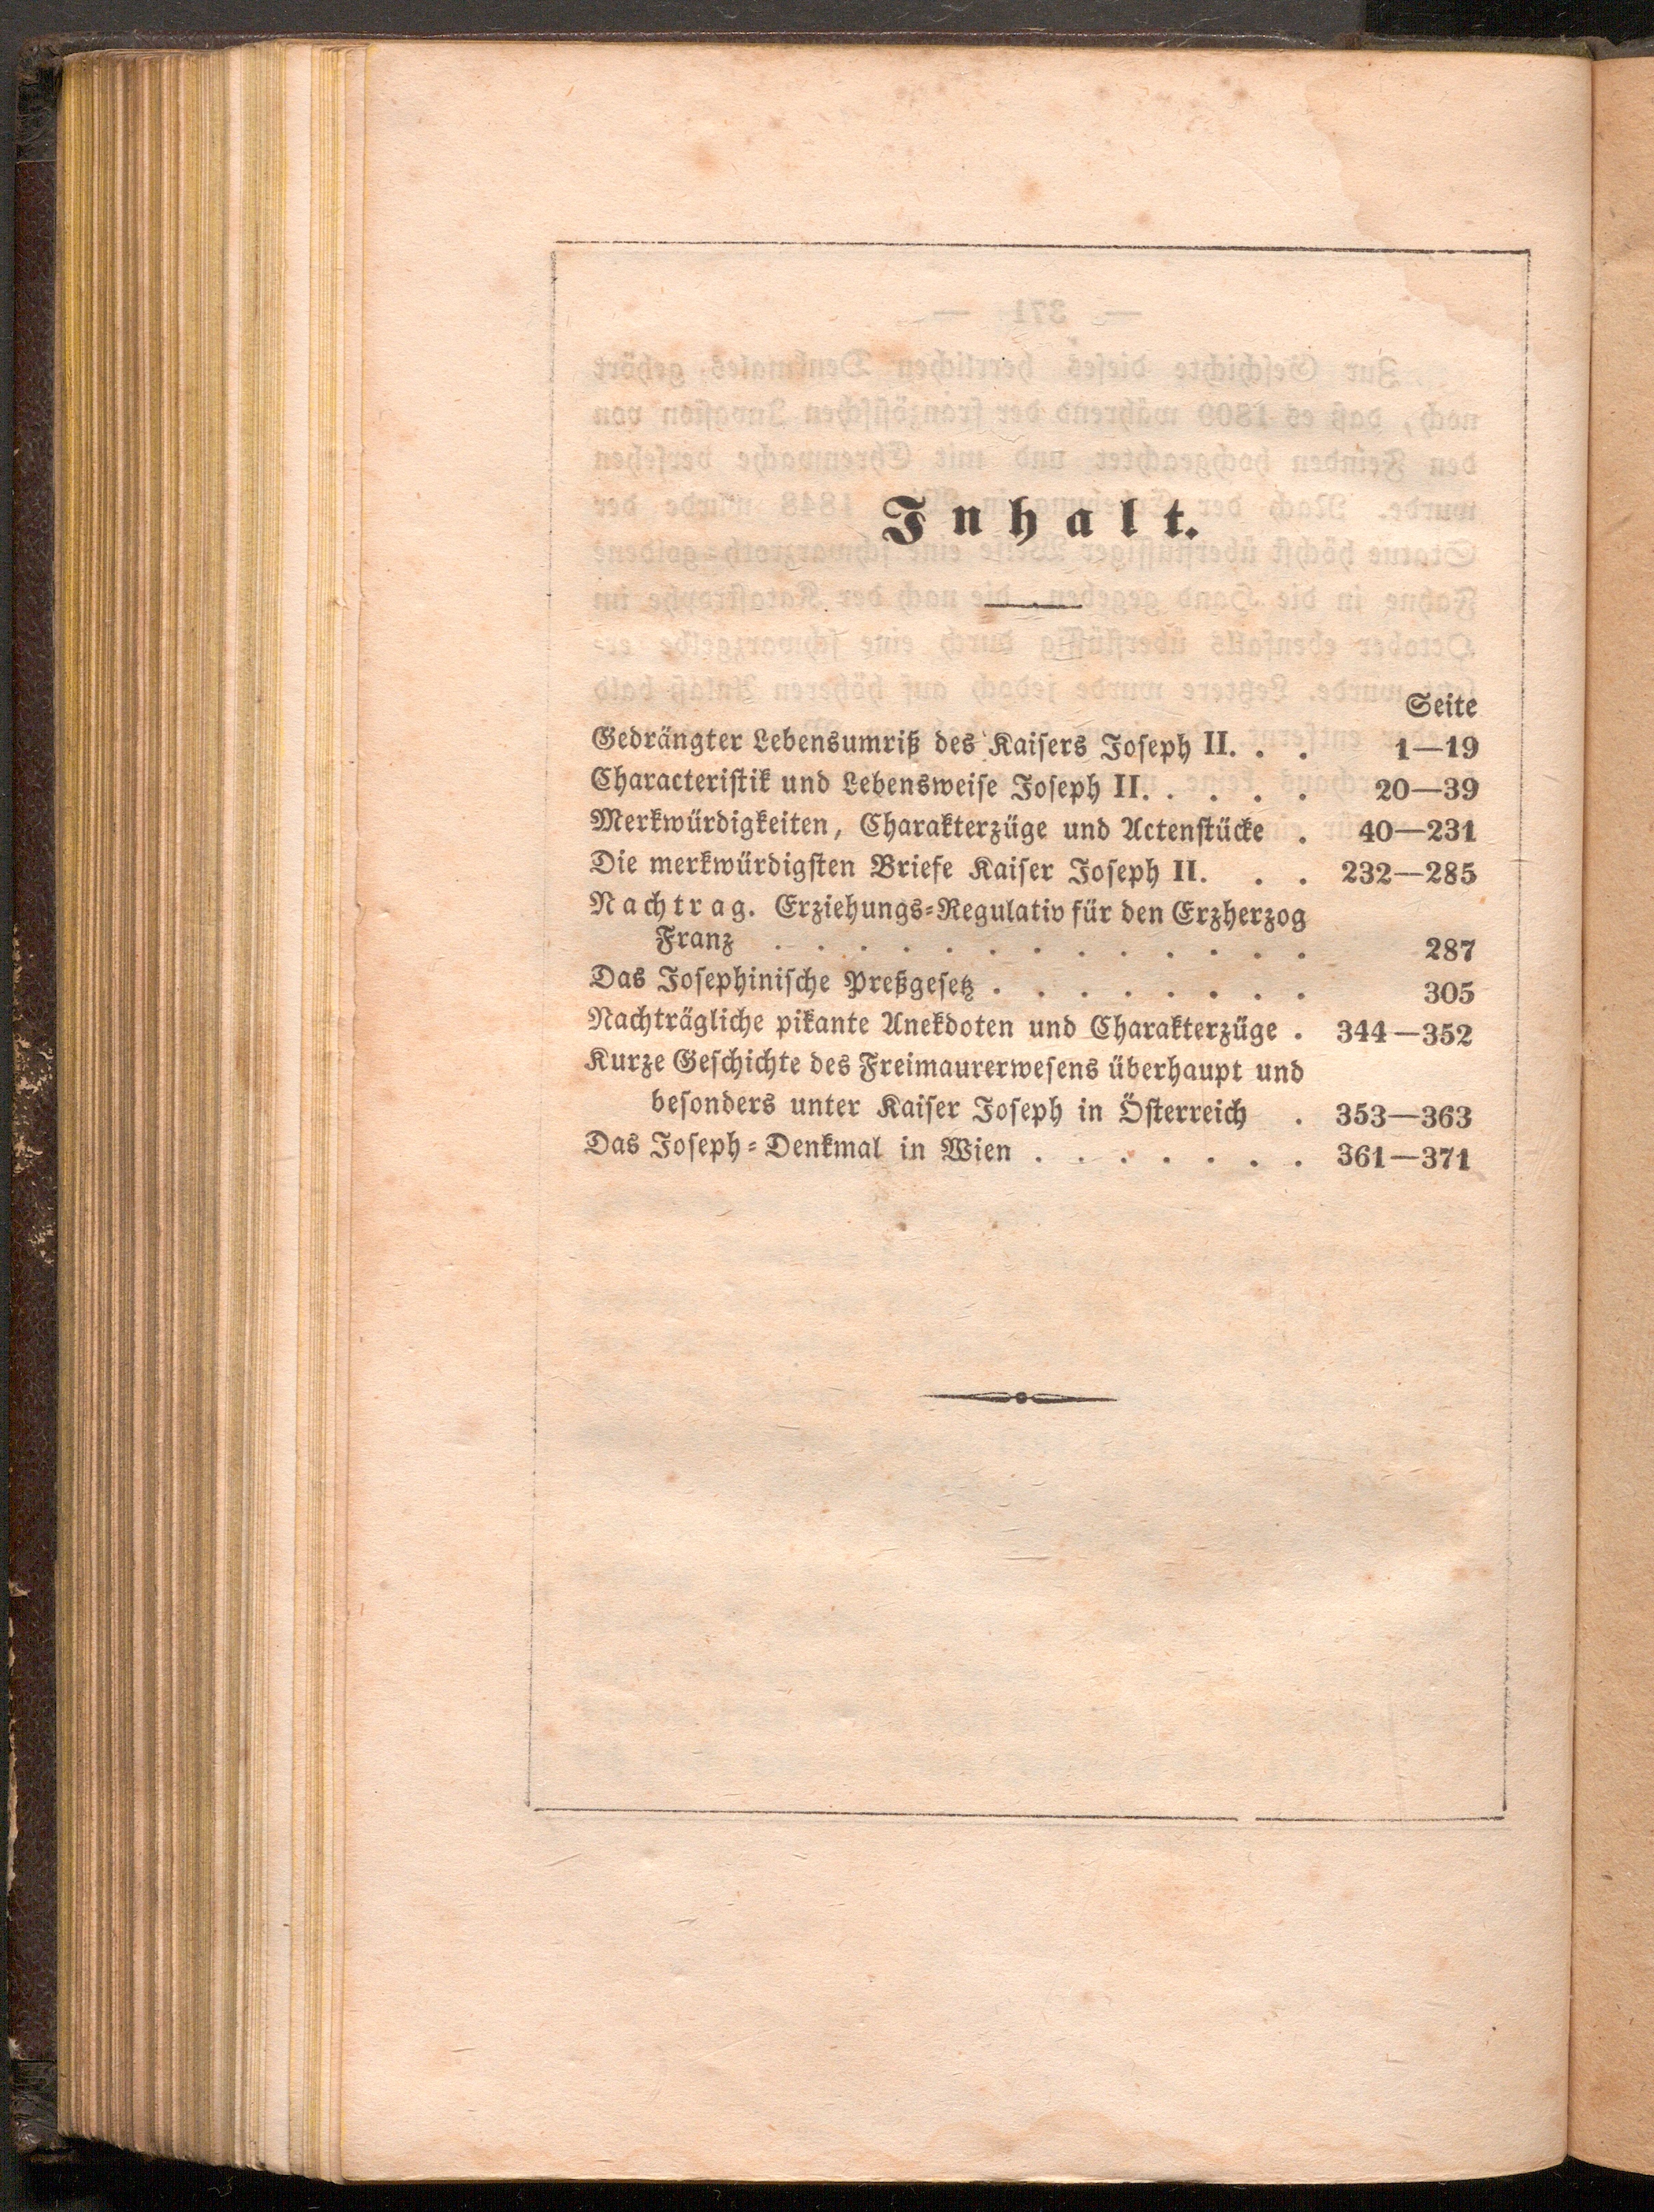 Inhalt.
Seite
Gedrängter Lebensumriß des Kaisers Joseph II. . . 1—19
Characteristik und Lebensweise Joseph II. . . . . 20—39
Merkwürdigkeiten, Charakterzüge und Actenstücke . 40—231
Die merkwürdigsten Briefe Kaiser Joseph II. . . 232—285
Nachtrag. Erziehungs-Regulativ für den Erzherzog
Franz . . . . . . . . . . . . . 287
Das Josephinische Preßgesetz . . . . . . . . 305
Nachträgliche pikante Anekdoten und Charakterzüge . 344—352
Kurze Geschichte des Freimaurerwesens überhaupt und
besonders unter Kaiser Joseph in Österreich . 353—363
Das Joseph-Denkmal in Wien . . . . . . . 361—371